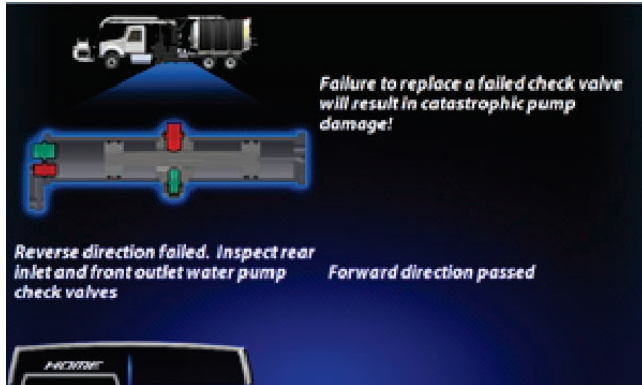 Failure to replace a failed check valve
will result in catastrophic pump
damage!
Reverse direction failed. Inspect rear
inlet and front outlet water pump
check valves
Forward direction passed
HOME